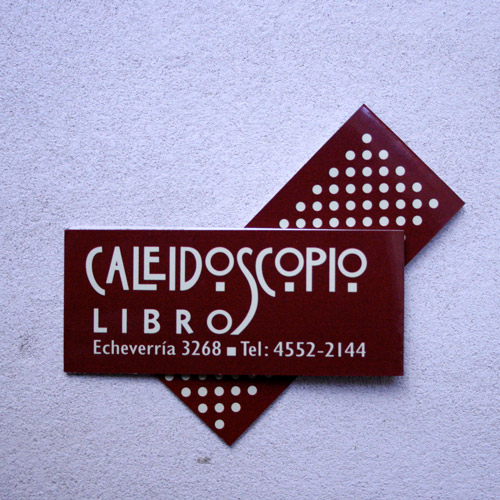 CALEIDOSCOPIO
LIBROS
Echeverría 3268 ■ Tel: 4552-2144